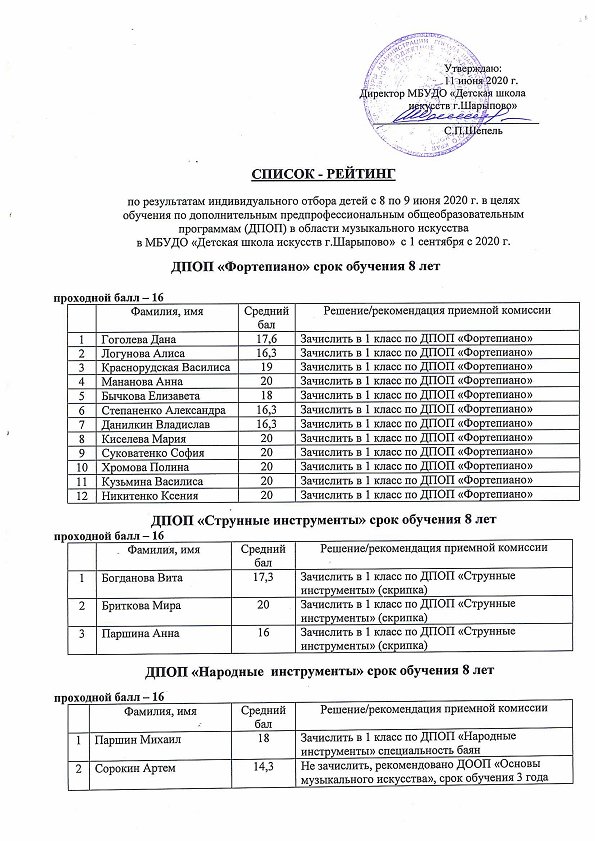 Утверждаю:
11 июня 2020 г.
Директор МБУДО «Детская школа
искусств г.Шарыпово»
С.П.Шепель
СПИСОК - РЕЙТИНГ
по результатам индивидуального отбора детей с 8 по 9 июня 2020 г. в целях
обучения по дополнительным предпрофессиональным общеобразовательным
программам (ДПОП) в области музыкального искусства
в МБУДО «Детская школа искусств г.Шарыпово» с 1 сентября с 2020 г.
ДПОП «Фортепиано» срок обучения 8 лет
проходной балл – 16
Фамилия, имя Средний Решение/рекомендация приемной комиссии
бал
1 Гоголева Дана 17,6 Зачислить в 1 класс по ДПОП «Фортепиано»
2 Логунова Алиса 16,3 Зачислить в 1 класс по ДПОП «Фортепиано»
3 Краснорудская Василиса 19 Зачислить в 1 класс по ДПОП «Фортепиано»
4 Мананова Анна 20 Зачислить в 1 класс по ДПОП «Фортепиано»
5 Бычкова Елизавета 18 Зачислить в 1 класс по ДПОП «Фортепиано»
6 Степаненко Александра 16,3 Зачислить в 1 класс по ДПОП «Фортепиано»
7 Данилкин Владислав 16,3 Зачислить в 1 класс по ДПОП «Фортепиано»
8 Киселева Мария 20 Зачислить в 1 класс по ДПОП «Фортепиано»
9 Суковатенко София 20 Зачислить в 1 класс по ДПОП «Фортепиано»
10 Хромова Полина 20 Зачислить в 1 класс по ДПОП «Фортепиано»
11 Кузьмина Василиса 20 Зачислить в 1 класс по ДПОП «Фортепиано»
12 Никитенко Ксения 20 Зачислить в 1 класс по ДПОП «Фортепиано»
ДПОП «Струнные инструменты» срок обучения 8 лет
проходной балл – 16
Фамилия, имя Средний Решение/рекомендация приемной комиссии
бал
1 Богданова Вита 17,3 Зачислить в 1 класс по ДПОП «Струнные
инструменты» (скрипка)
2 Бриткова Мира 20 Зачислить в 1 класс по ДПОП «Струнные
инструменты» (скрипка)
3 Паршина Анна 16 Зачислить в 1 класс по ДПОП «Струнные
инструменты» (скрипка)
ДПОП «Народные инструменты» срок обучения 8 лет
проходной балл – 16
Фамилия, имя Средний Решение/рекомендация приемной комиссии
бал
1 Паршин Михаил 18 Зачислить в 1 класс по ДПОП «Народные
инструменты» специальность баян
2 Сорокин Артем 14,3 Не зачислить, рекомендовано ДООП «Основы
музыкального искусства», срок обучения 3 года